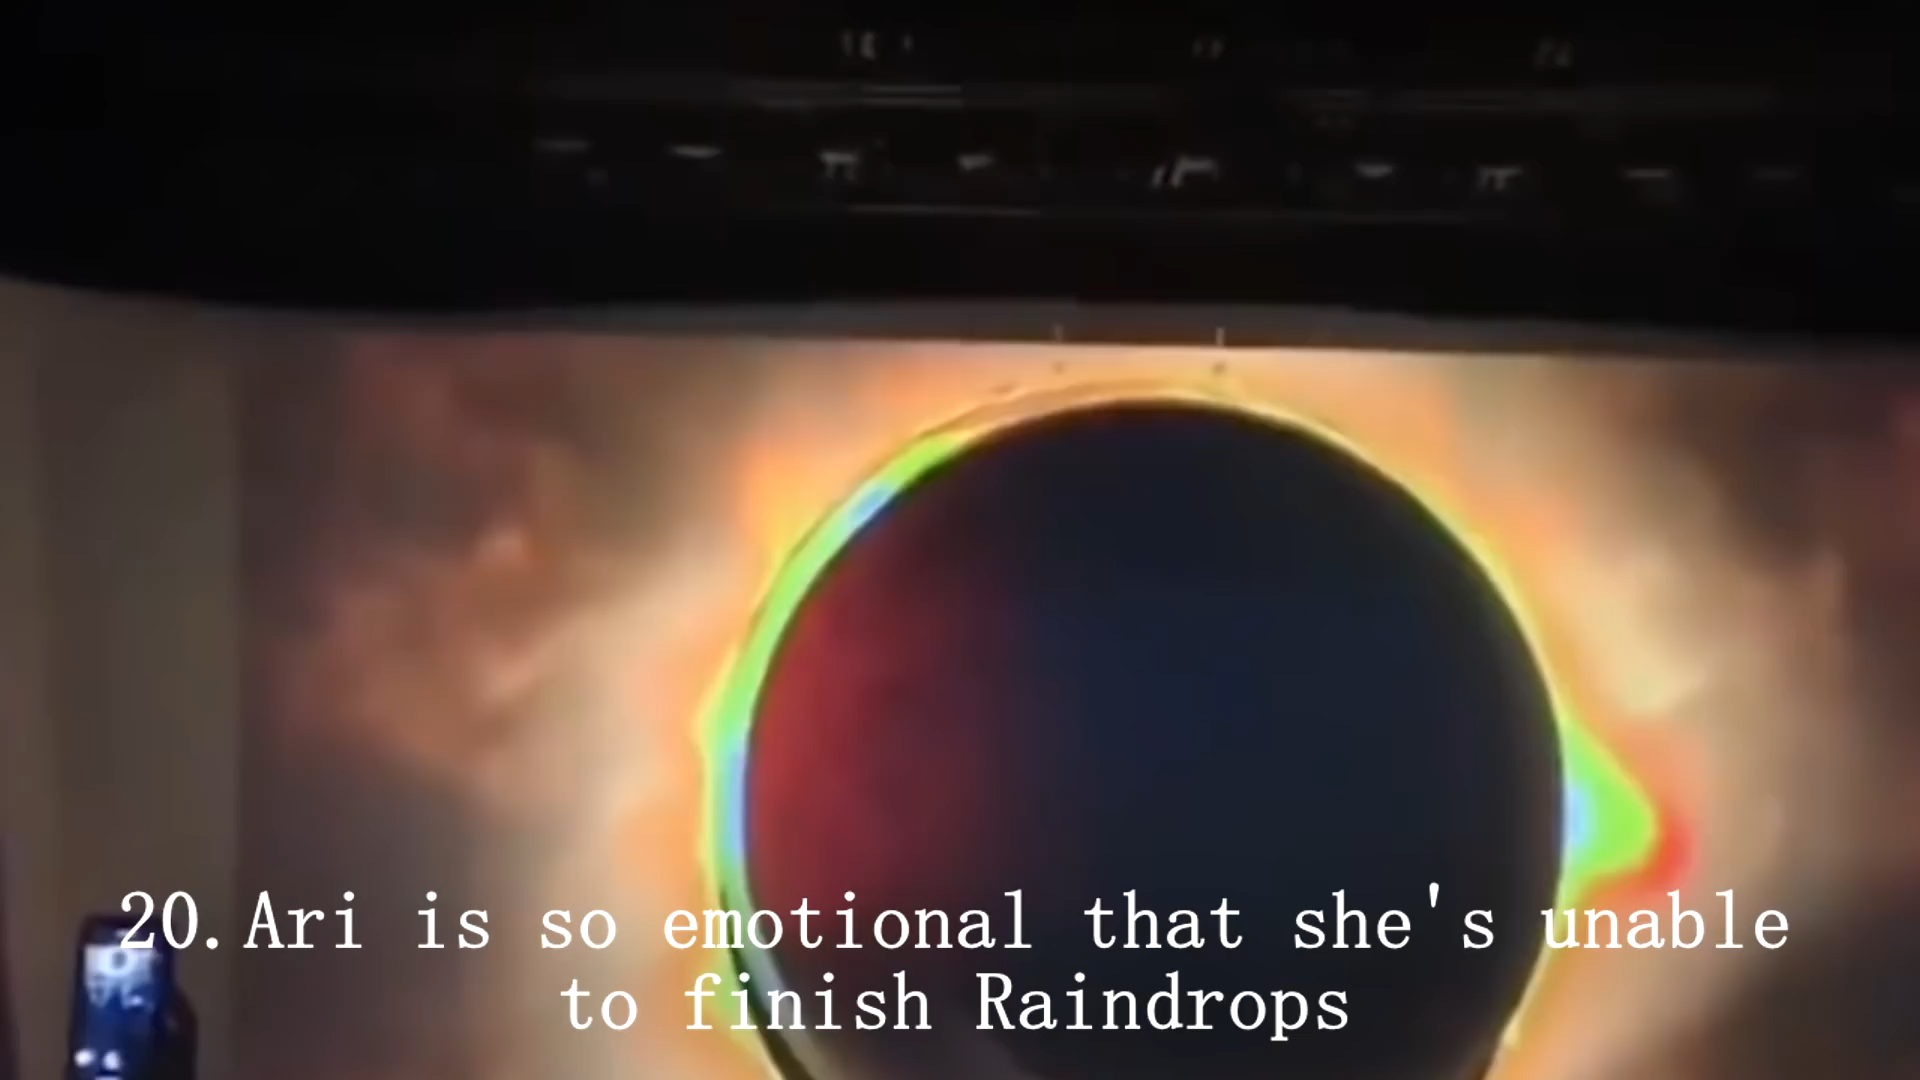 20.Ari is so emotional that she's unable
to finish Raindrops